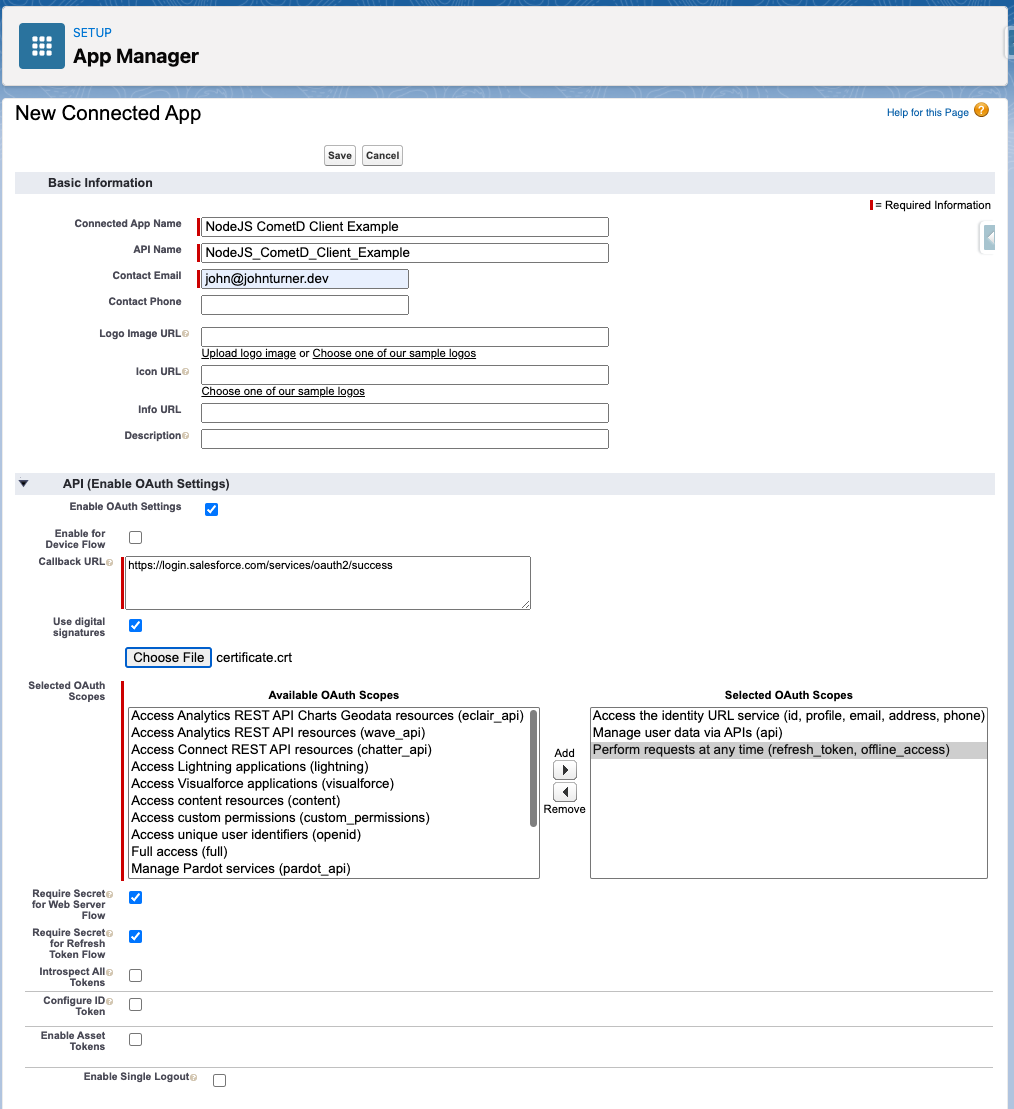 SETUP
App Manager
New Connected App
Help for this Page ?
Save Cancel
Basic Information
= Required Information
Connected App Name NodeJS CometD Client Example
API Name NodeJS_CometD_Client_Example
Contact Email john@johnturner.dev
Contact Phone
Logo Image URL ?
Upload logo image or Choose one of our sample logos
Icon URL ?
Choose one of our sample logos
Info URL
Description ?
API (Enable OAuth Settings)
Enable OAuth Settings
Enable for
Device Flow
Callback URL ? https://login.salesforce.com/services/oauth2/success
Use digital
signatures
Choose File certificate.crt
Selected OAuth
Scopes
Available OAuth Scopes
Access Analytics REST API Charts Geodata resources (eclair_api)
Access Analytics REST API resources (wave_api)
Access Connect REST API resources (chatter_api)
Access Lightning applications (lightning)
Access Visualforce applications (visualforce)
Access content resources (content)
Access custom permissions (custom_permissions)
Access unique user identifiers (openid)
Full access (full)
Manage Pardot services (pardot_api)
Add
Remove
Selected OAuth Scopes
Access the identity URL service (id, profile, email, address, phone)
Manage user data via APIs (api)
Perform requests at any time (refresh_token, offline_access)
Require Secret ?
for Web Server
Flow
Require Secret ?
for Refresh
Token Flow
Introspect All ?
Tokens
Configure ID ?
Token
Enable Asset
Tokens
Enable Single Logout ?